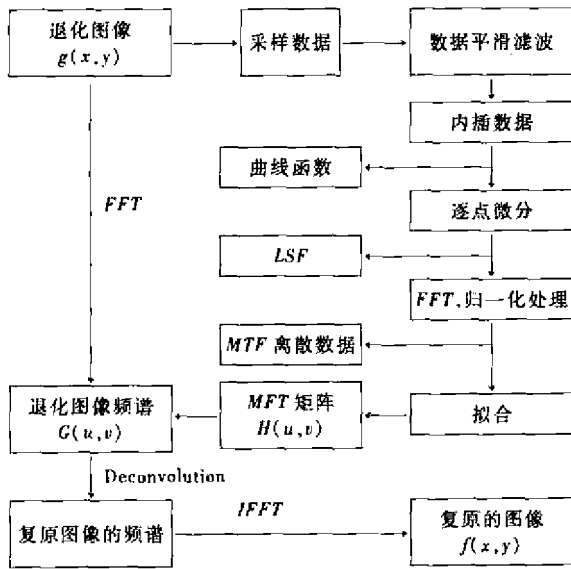 退化图像
g(x,y)
采样数据
数据平滑滤波
内插数据
曲线函数
逐点微分
FFT
LSF
FFT,归一化处理
MTF 离散数据
退化图像频谱
G(u,v)
MFT 矩阵
H(u,v)
拟合
Deconvolution
复原图像的频谱
IFFT
复原的图像
f(x,y)